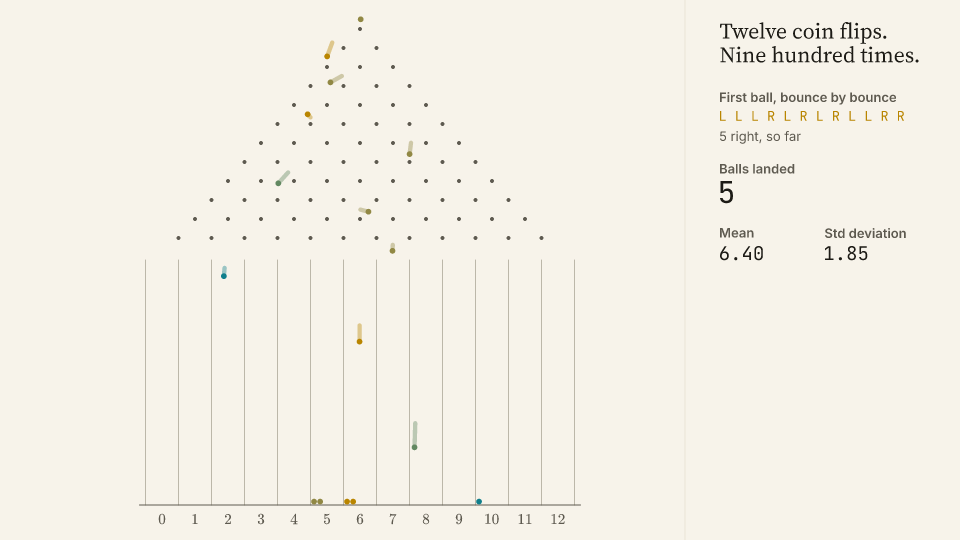 Twelve coin flips.
Nine hundred times.
First ball, bounce by bounce
L L L R L R L R L L R R
5 right, so far
Balls landed
5
Mean Std deviation
6.40 1.85
0 1 2 3 4 5 6 7 8 9 10 11 12